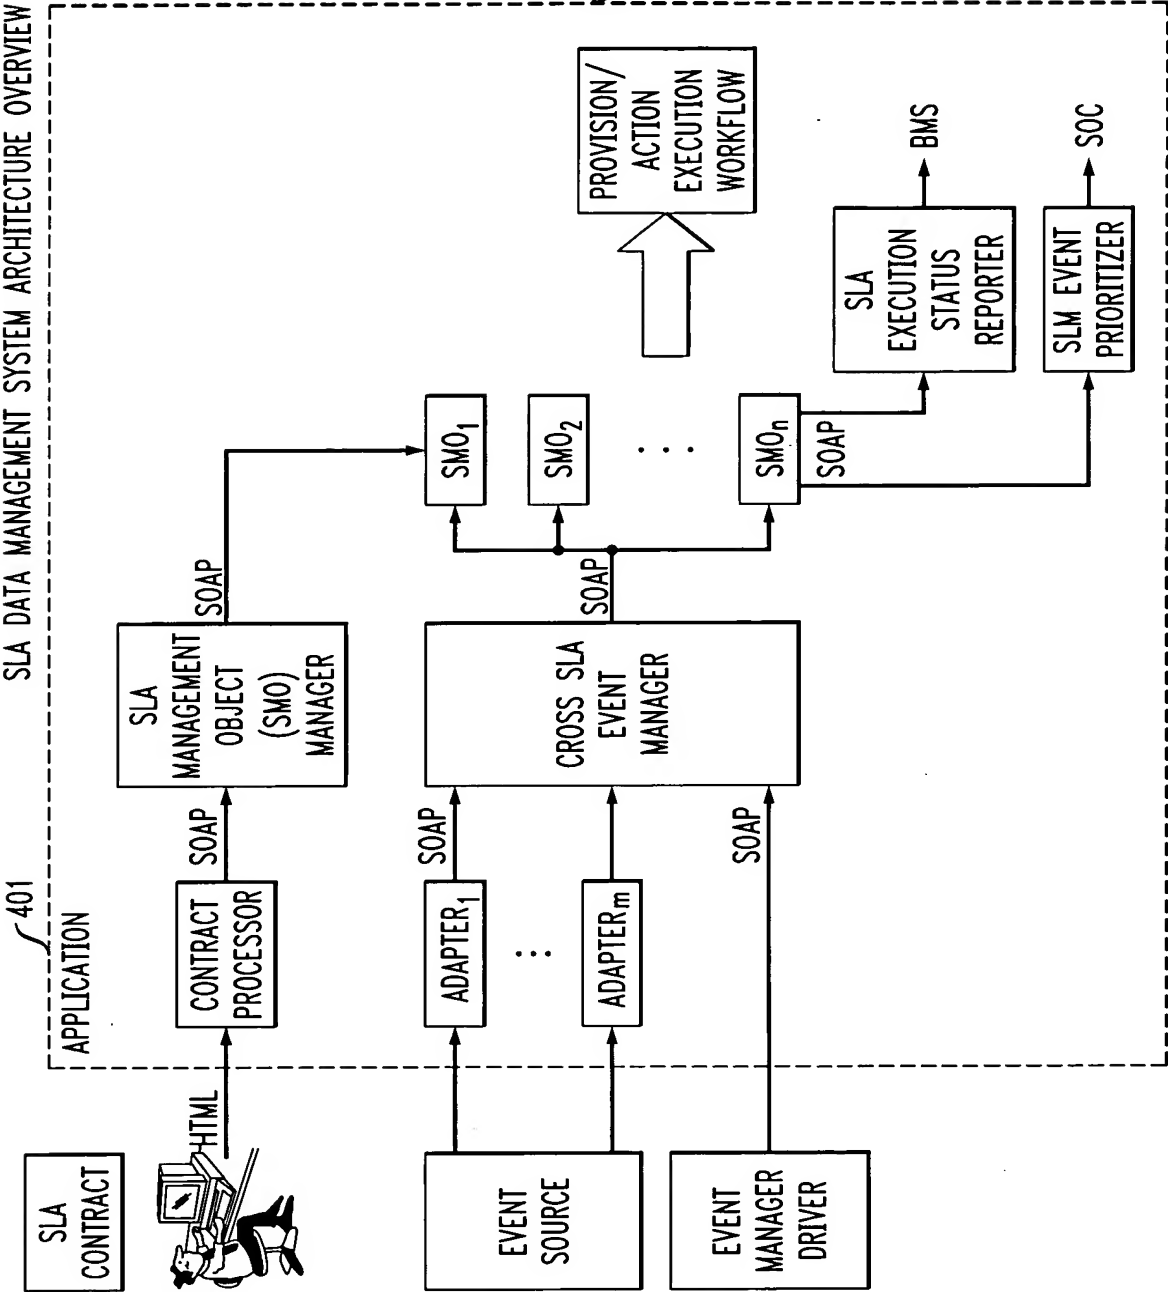 SLA DATA MANAGEMENT SYSTEM ARCHITECTURE OVERVIEW
401
APPLICATION
SLA
CONTRACT
HTML
CONTRACT
PROCESSOR
SOAP
SLA
MANAGEMENT
OBJECT
(SMO)
MANAGER
SOAP
EVENT
SOURCE
ADAPTER1
...
ADAPTERm
SOAP
EVENT
MANAGER
DRIVER
SOAP
CROSS SLA
EVENT
MANAGER
SOAP
SMO1
SMO2
...
SMOn
SOAP
PROVISION/
ACTION
EXECUTION
WORKFLOW
SLA
EXECUTION
STATUS
REPORTER
BMS
SLM EVENT
PRIORITIZER
SOC